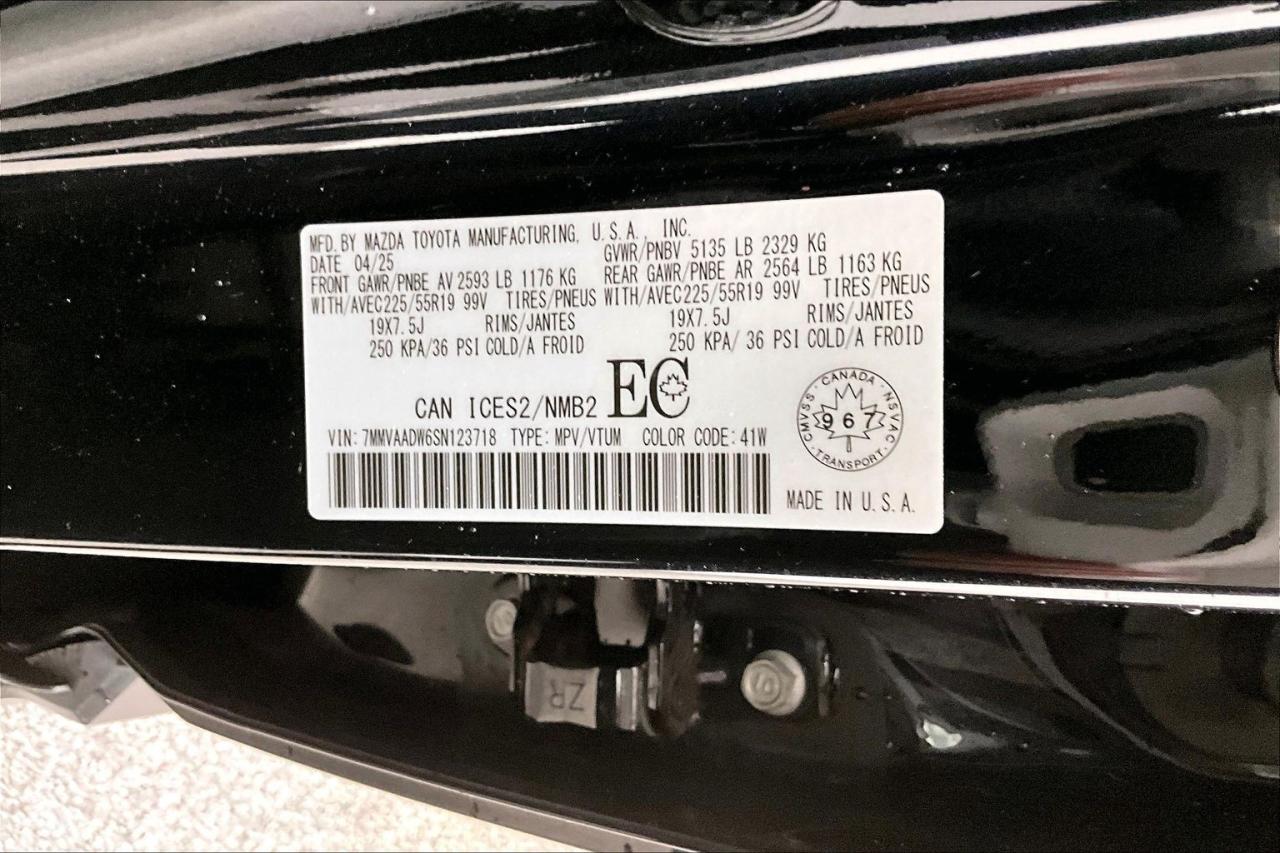 MFD. BY MAZDA TOYOTA MANUFACTURING, U.S.A., INC.
DATE 04/25 GVWR/PNBV 5135 LB 2329 KG
FRONT GAWR/PNBE AV 2593 LB 1176 KG REAR GAWR/PNBE AR 2564 LB 1163 KG
WITH/AVEC225/55R19 99V TIRES/PNEUS WITH/AVEC225/55R19 99V TIRES/PNEUS
19X7.5J RIMS/JANTES 19X7.5J RIMS/JANTES
250 KPA/36 PSI COLD/A FROID 250 KPA/ 36 PSI COLD/A FROID
CAN ICES2/NMB2 EC
CMVSS · CANADA · NSVAC · TRANSPORT ·
967
VIN: 7MMVAADW6SN123718 TYPE: MPV/VTUM COLOR CODE: 41W
MADE IN U.S.A.
ZR